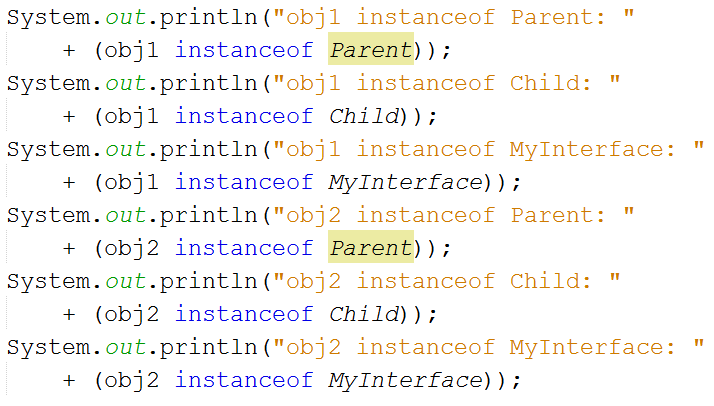 System.out.println("obj1 instanceof Parent: "
    + (obj1 instanceof Parent));
System.out.println("obj1 instanceof Child: "
    + (obj1 instanceof Child));
System.out.println("obj1 instanceof MyInterface: "
    + (obj1 instanceof MyInterface));
System.out.println("obj2 instanceof Parent: "
    + (obj2 instanceof Parent));
System.out.println("obj2 instanceof Child: "
    + (obj2 instanceof Child));
System.out.println("obj2 instanceof MyInterface: "
    + (obj2 instanceof MyInterface));